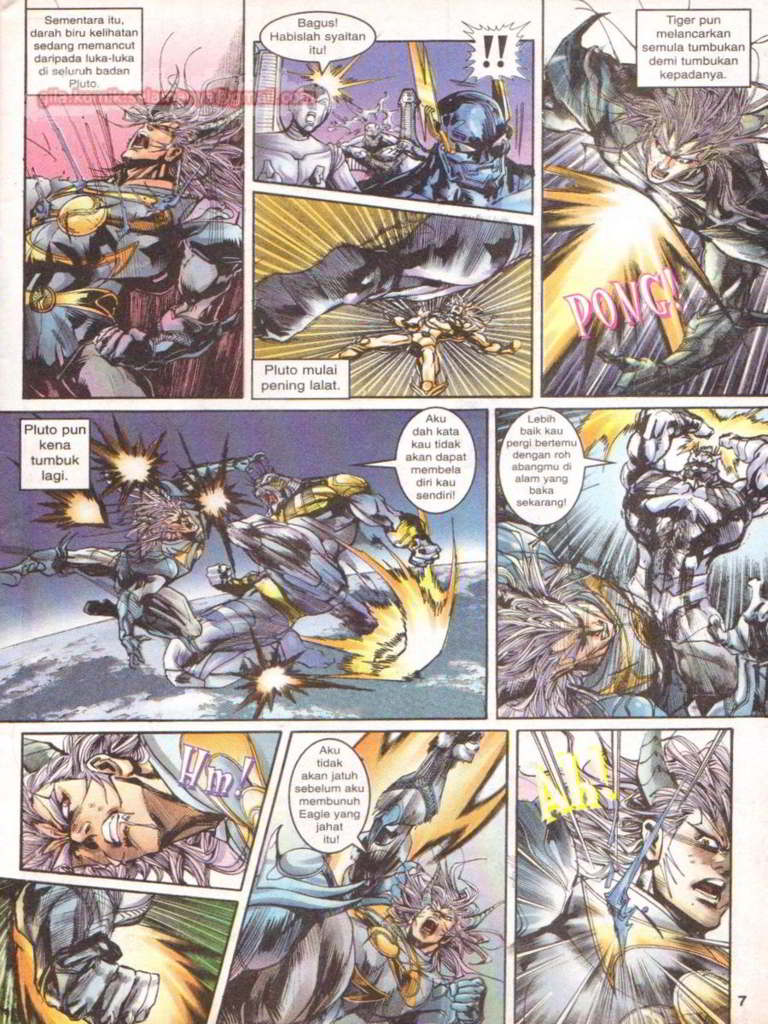 Sementara itu,
darah biru kelihatan
sedang memancut
daripada luka-luka
di seluruh badan
Pluto.
Bagus!
Habislah syaitan
itu!
!!
Tiger pun
melancarkan
semula tumbukan
demi tumbukan
kepadanya.
Pluto mulai
pening lalat.
PONG!
Pluto pun
kena
tumbuk
lagi.
Aku
dah kata
kau tidak
akan dapat
membela
diri kau
sendiri!
Lebih
baik kau
pergi bertemu
dengan roh
abangmu di
alam yang
baka
sekarang!
Hm!
Aku
tidak
akan jatuh
sebelum aku
membunuh
Eagle yang
jahat
itu!
Ah!
7